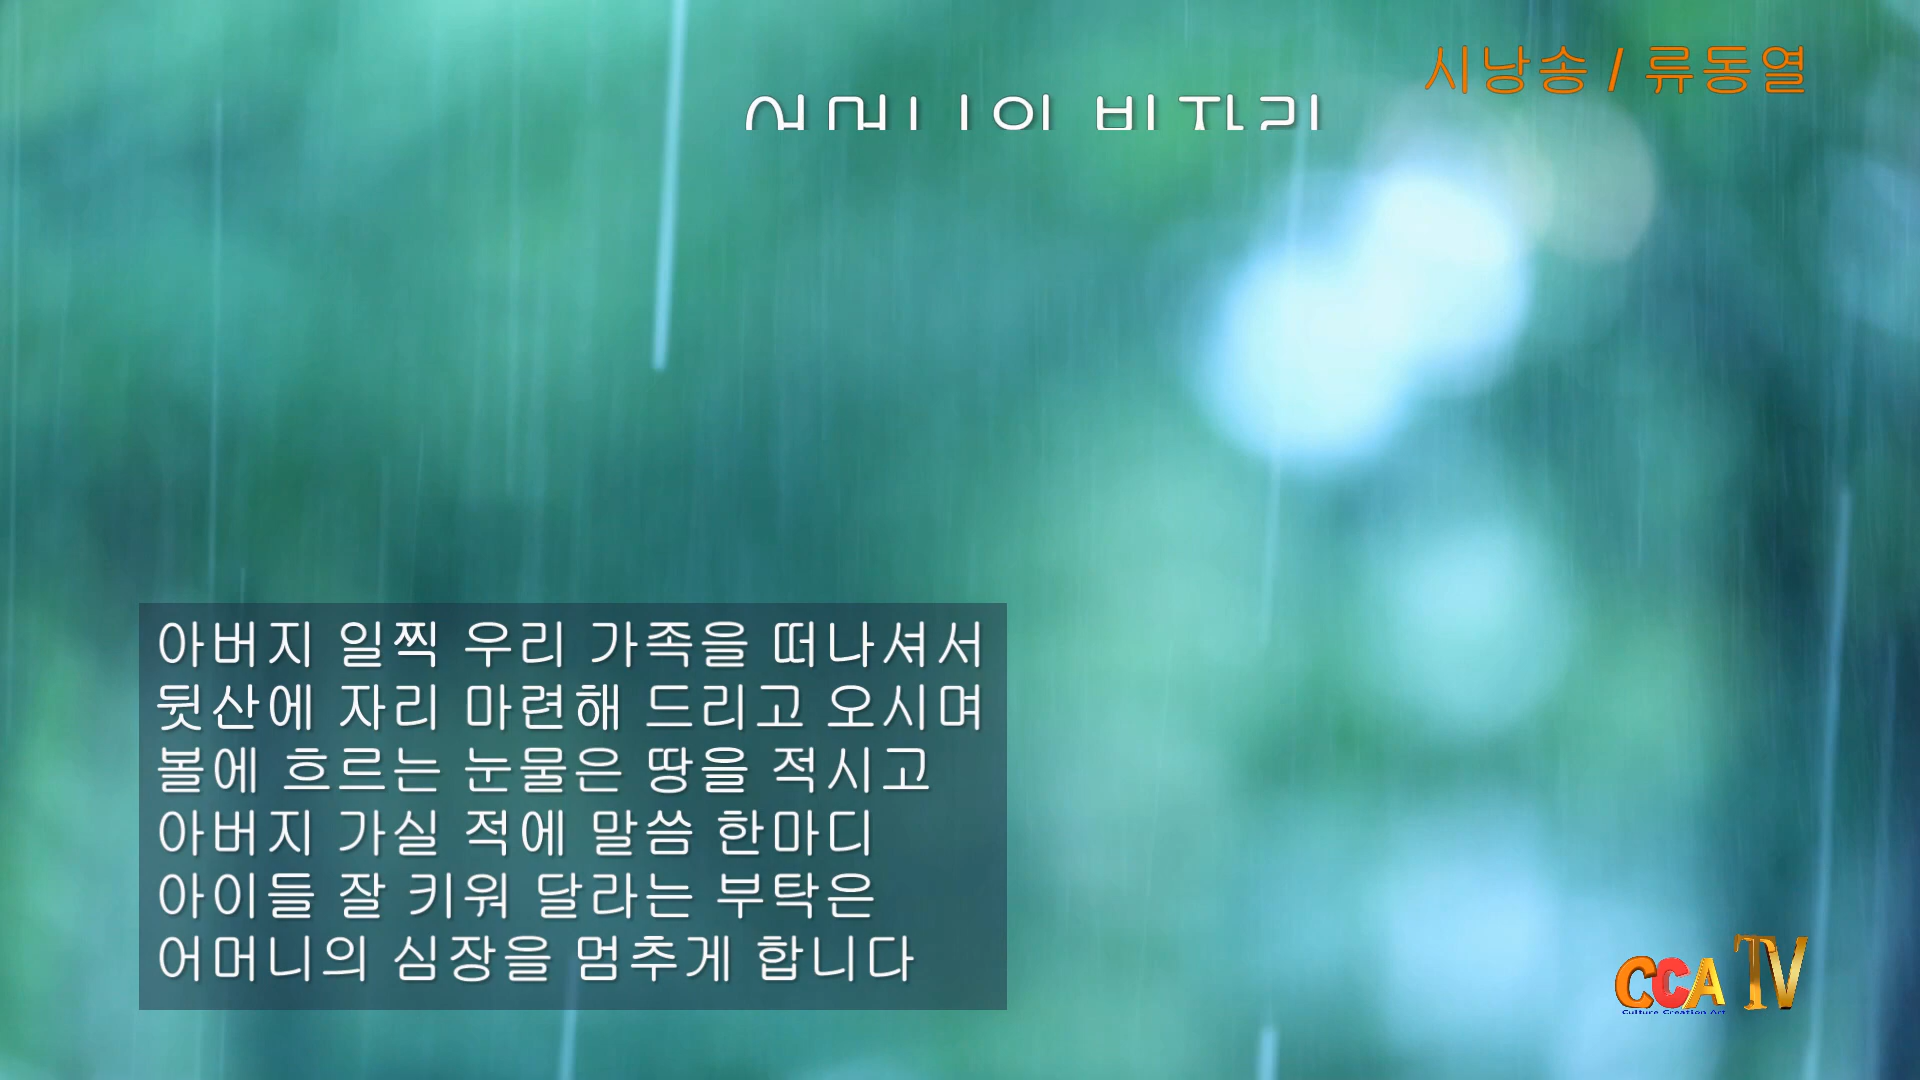 시낭송 / 류동열
아버지 일찍 우리 가족을 떠나셔서
뒷산에 자리 마련해 드리고 오시며
볼에 흐르는 눈물은 땅을 적시고
아버지 가실 적에 말씀 한마디
아이들 잘 키워 달라는 부탁은
어머니의 심장을 멈추게 합니다
CCA TV
Culture Creation Art